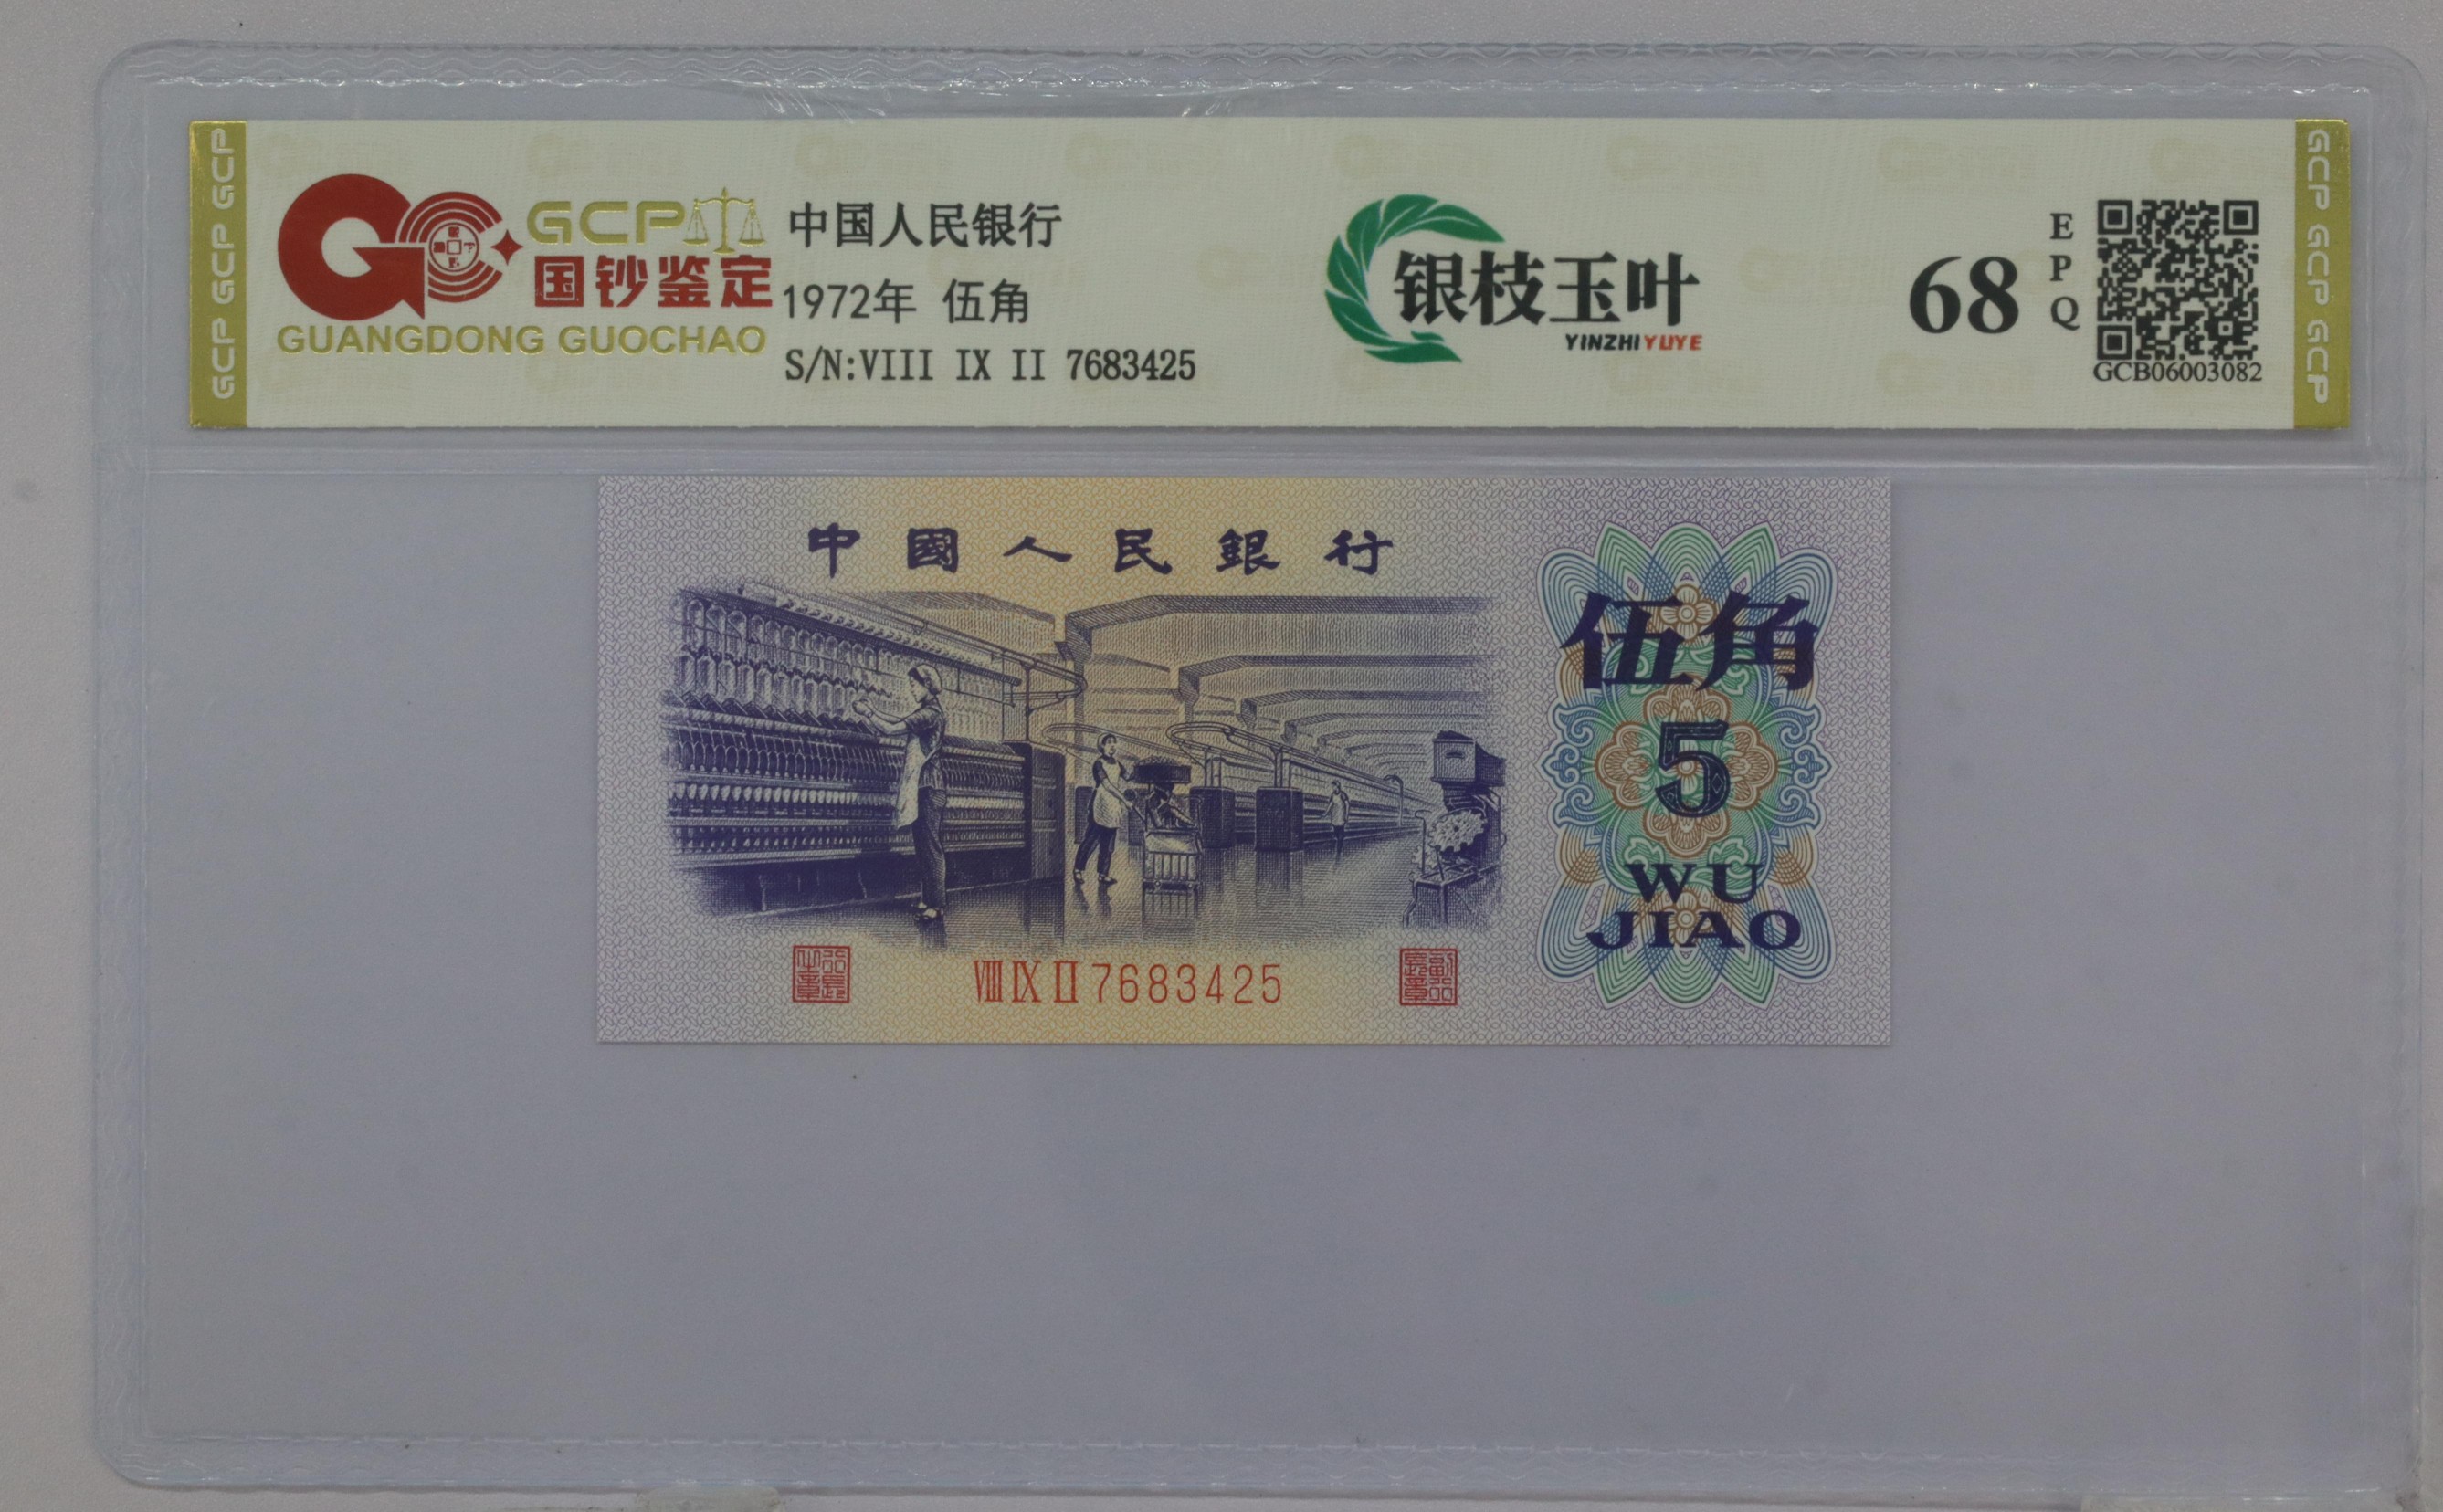 GCP GCP GCP
GCP
国钞鉴定
GUANGDONG GUOCHAO
中国人民银行
1972年 伍角
S/N:VIII IX II 7683425
银枝玉叶
YINZHIYUYE
68
EPQ
GCB06003082
GCP GCP GCP
中國人民銀行
伍角
5
WU
JIAO
VIII IX II 7683425